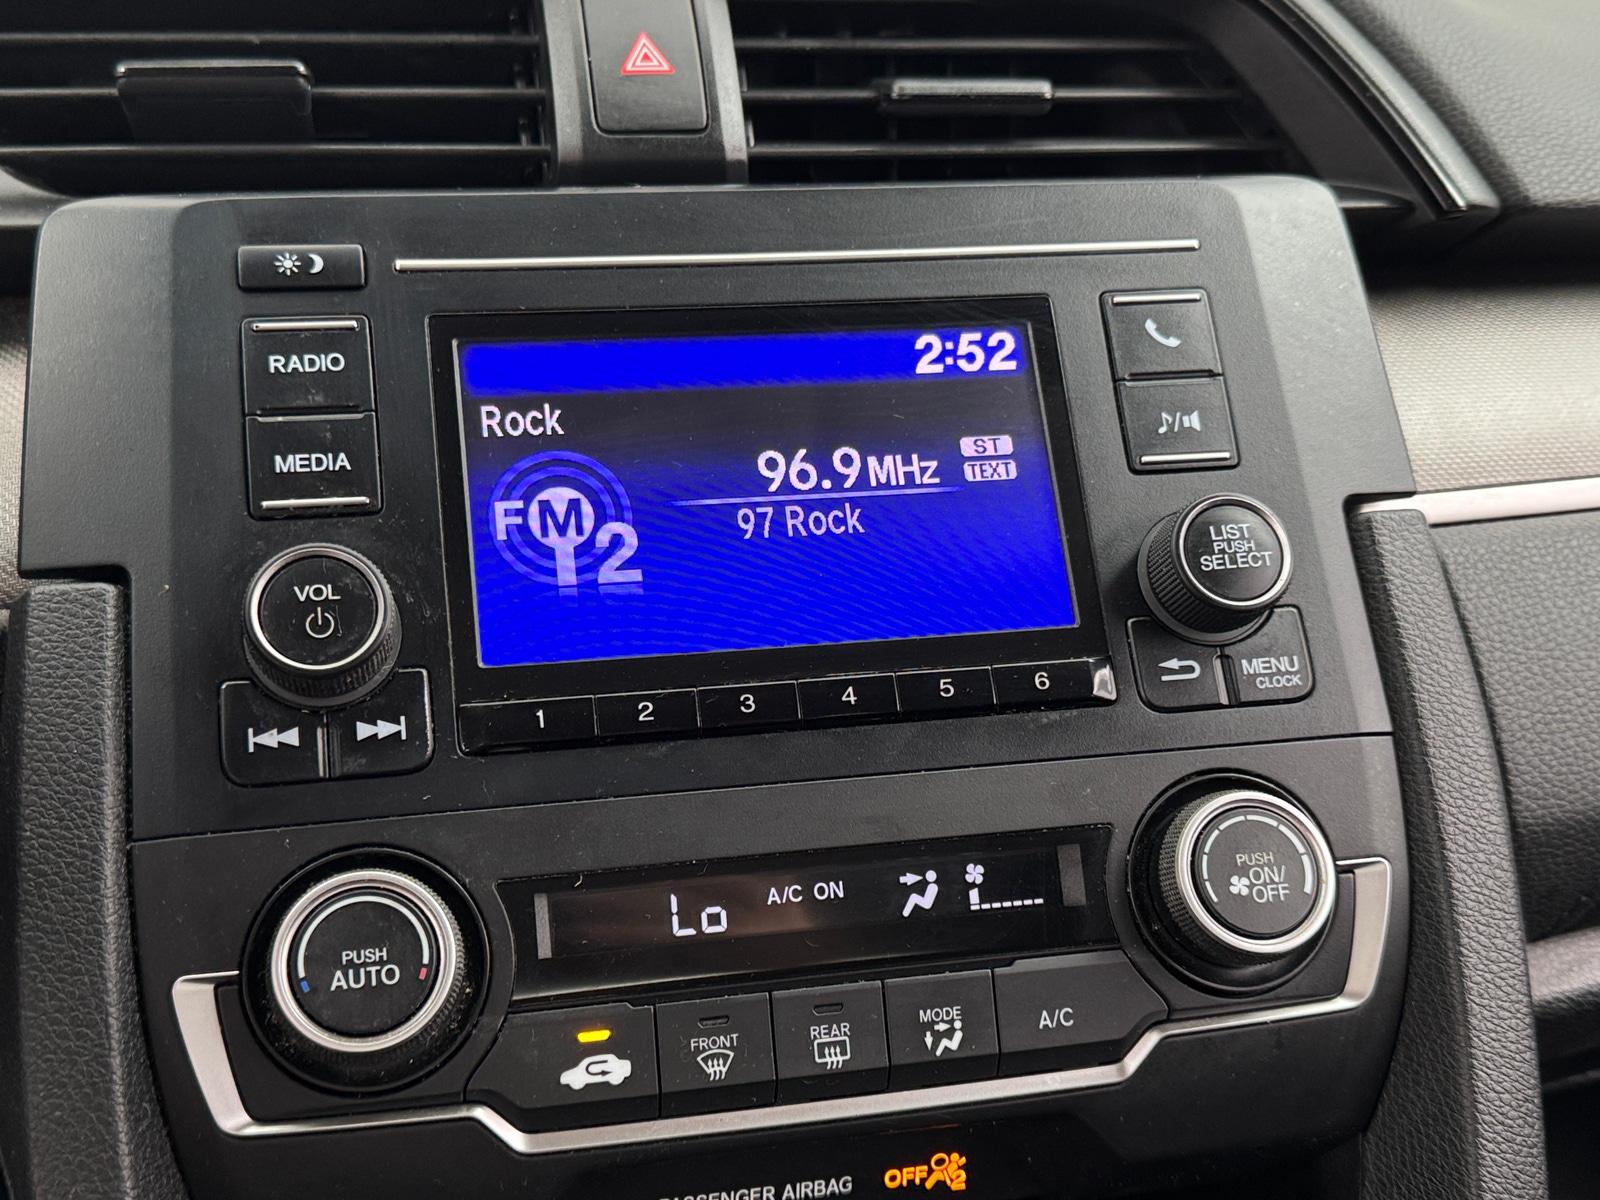 2:52
Rock
96.9 MHz
ST
TEXT
97 Rock
FM
2
RADIO
MEDIA
VOL
LIST
PUSH
SELECT
MENU
CLOCK
1 2 3 4 5 6
Lo
A/C ON
PUSH
AUTO
PUSH
ON/
OFF
FRONT
REAR
MODE
A/C
AIRBAG
OFF
2